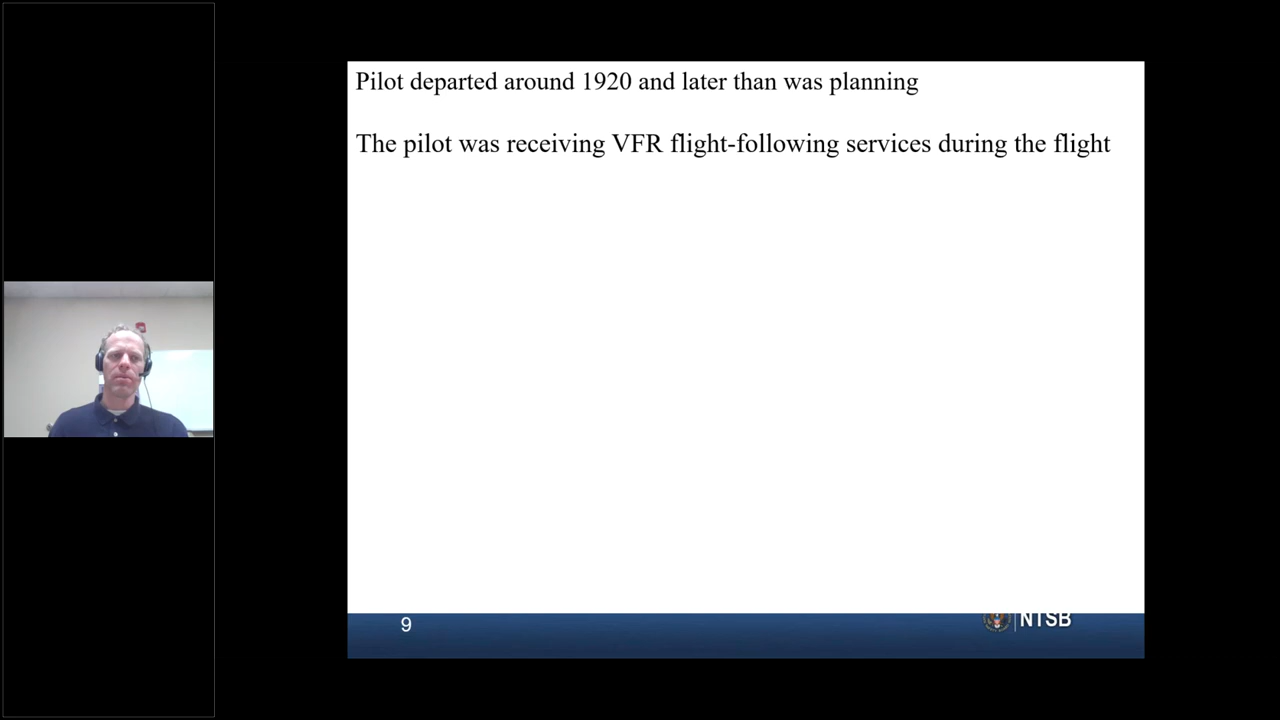 Pilot departed around 1920 and later than was planning
The pilot was receiving VFR flight-following services during the flight
9
NTSB